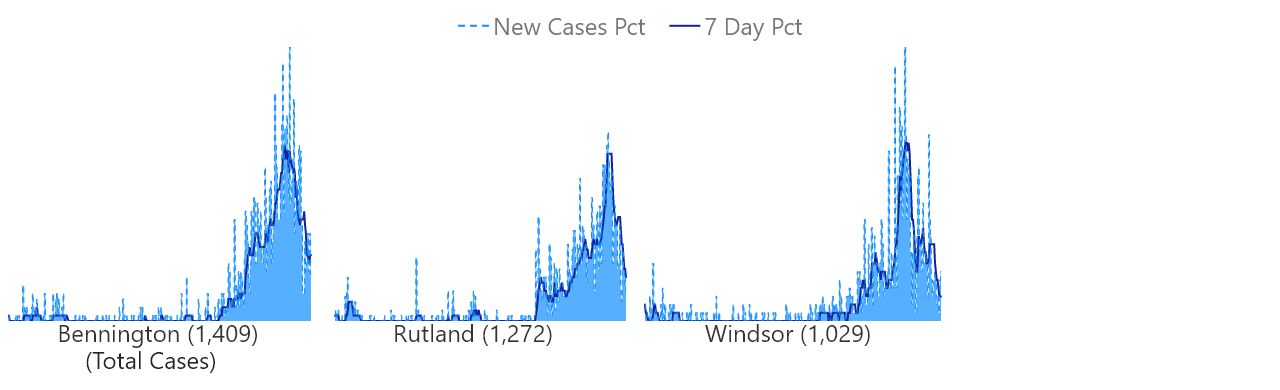 New Cases Pct 7 Day Pct
Bennington (1,409) Rutland (1,272) Windsor (1,029)
(Total Cases)